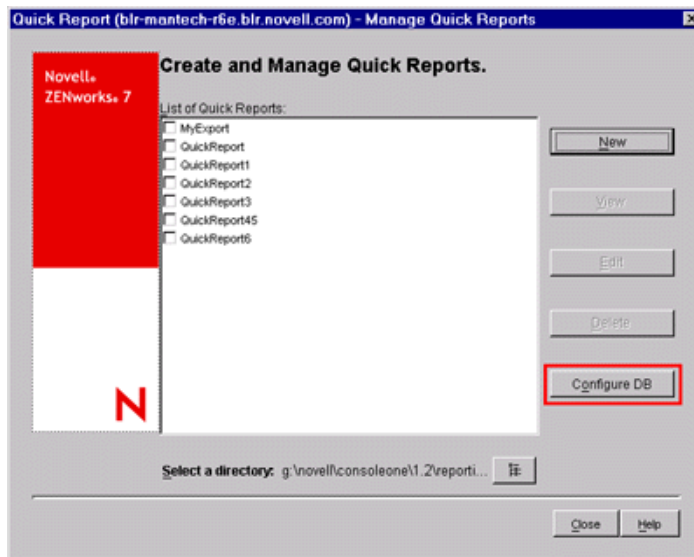 Quick Report (blr-mantech-r6e.blr.novell.com) - Manage Quick Reports
Novell®
ZENworks® 7
Create and Manage Quick Reports.
List of Quick Reports:
MyExport
QuickReport
QuickReport1
QuickReport2
QuickReport3
QuickReport45
QuickReport6
New
View
Edit
Delete
Configure DB
N
Select a directory: g:\novell\consoleone\1.2\reporti...
Close
Help